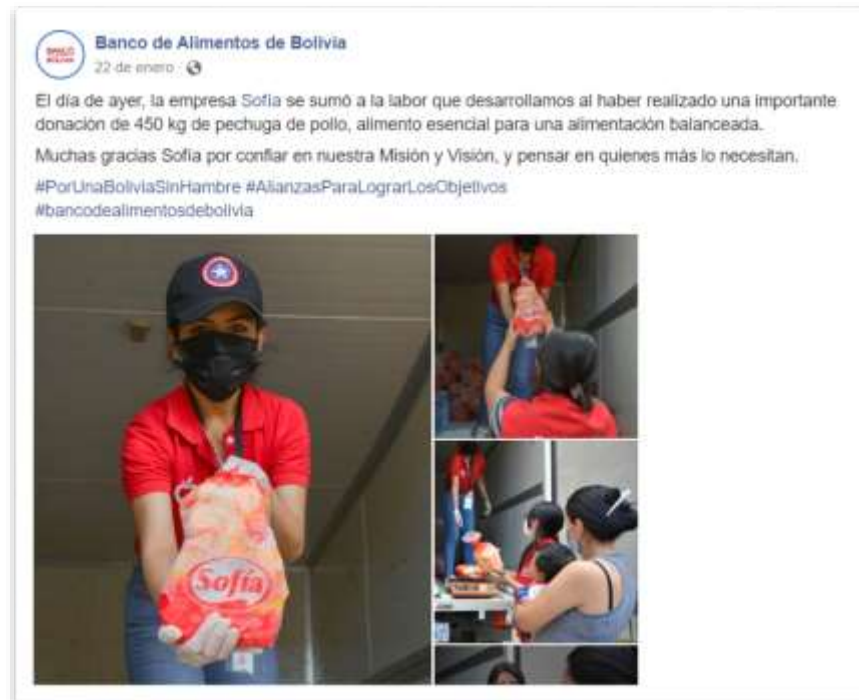 Banco de Alimentos de Bolivia
22 de enero ·
El día de ayer, la empresa Sofía se sumó a la labor que desarrollamos al haber realizado una importante
donación de 450 kg de pechuga de pollo, alimento esencial para una alimentación balanceada.
Muchas gracias Sofía por confiar en nuestra Misión y Visión, y pensar en quienes más lo necesitan.
#PorUnaBoliviaSinHambre #AlianzasParaLograrLosObjetivos
#bancodealimentosdebolivia
Sofía